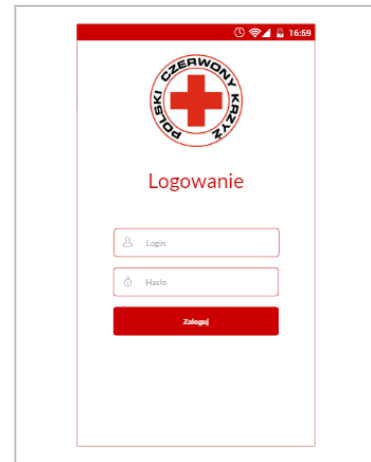 16:59
POLSKI CZERWONY KRZYŻ
Logowanie
Login
Hasło
Zaloguj